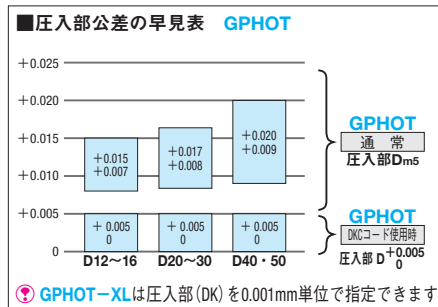 ■圧入部公差の早見表 GPHOT
+0.025
+0.020
+0.015
+0.010
+0.005
0
+0.015
+0.007
+0.017
+0.008
+0.020
+0.009
+0.005
0
+0.005
0
+0.005
0
D12～16 D20～30 D40・50
GPHOT
通 常
圧入部Dm5
GPHOT
DKCコード使用時
圧入部 D+0.005
0
GPHOT－XLは圧入部(DK)を0.001mm単位で指定できます